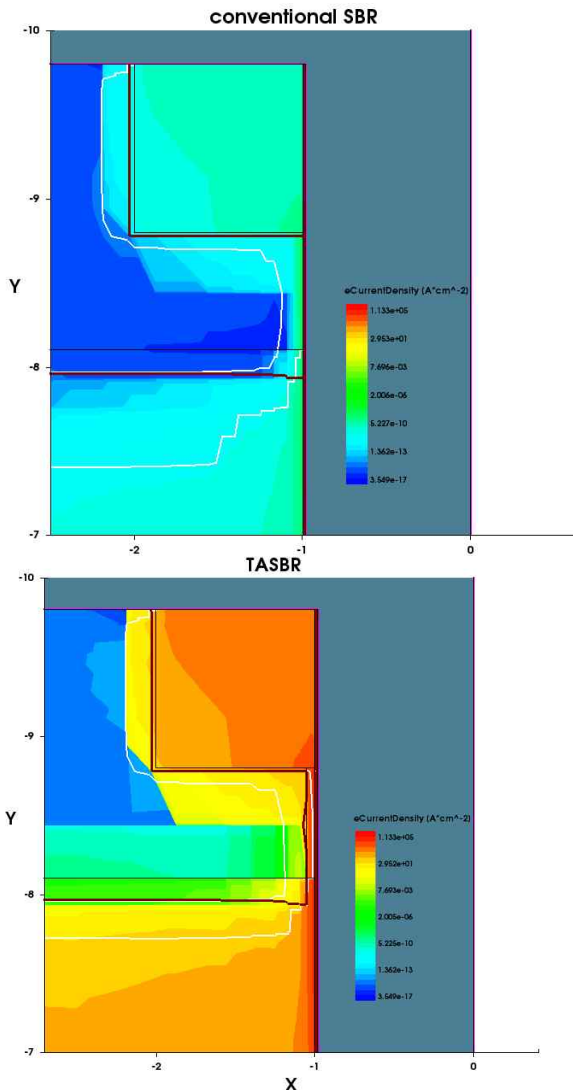 conventional SBR
-10
-9
Y
-8
-7
-2
-1
0
eCurrentDensity (A*cm^-2)
1.133e+05
2.953e+01
7.696e-03
2.006e-06
5.227e-10
1.362e-13
3.549e-17
TASBR
-10
-9
Y
-8
-7
-2
-1
0
X
eCurrentDensity (A*cm^-2)
1.133e+05
2.952e+01
7.693e-03
2.005e-06
5.225e-10
1.362e-13
3.549e-17